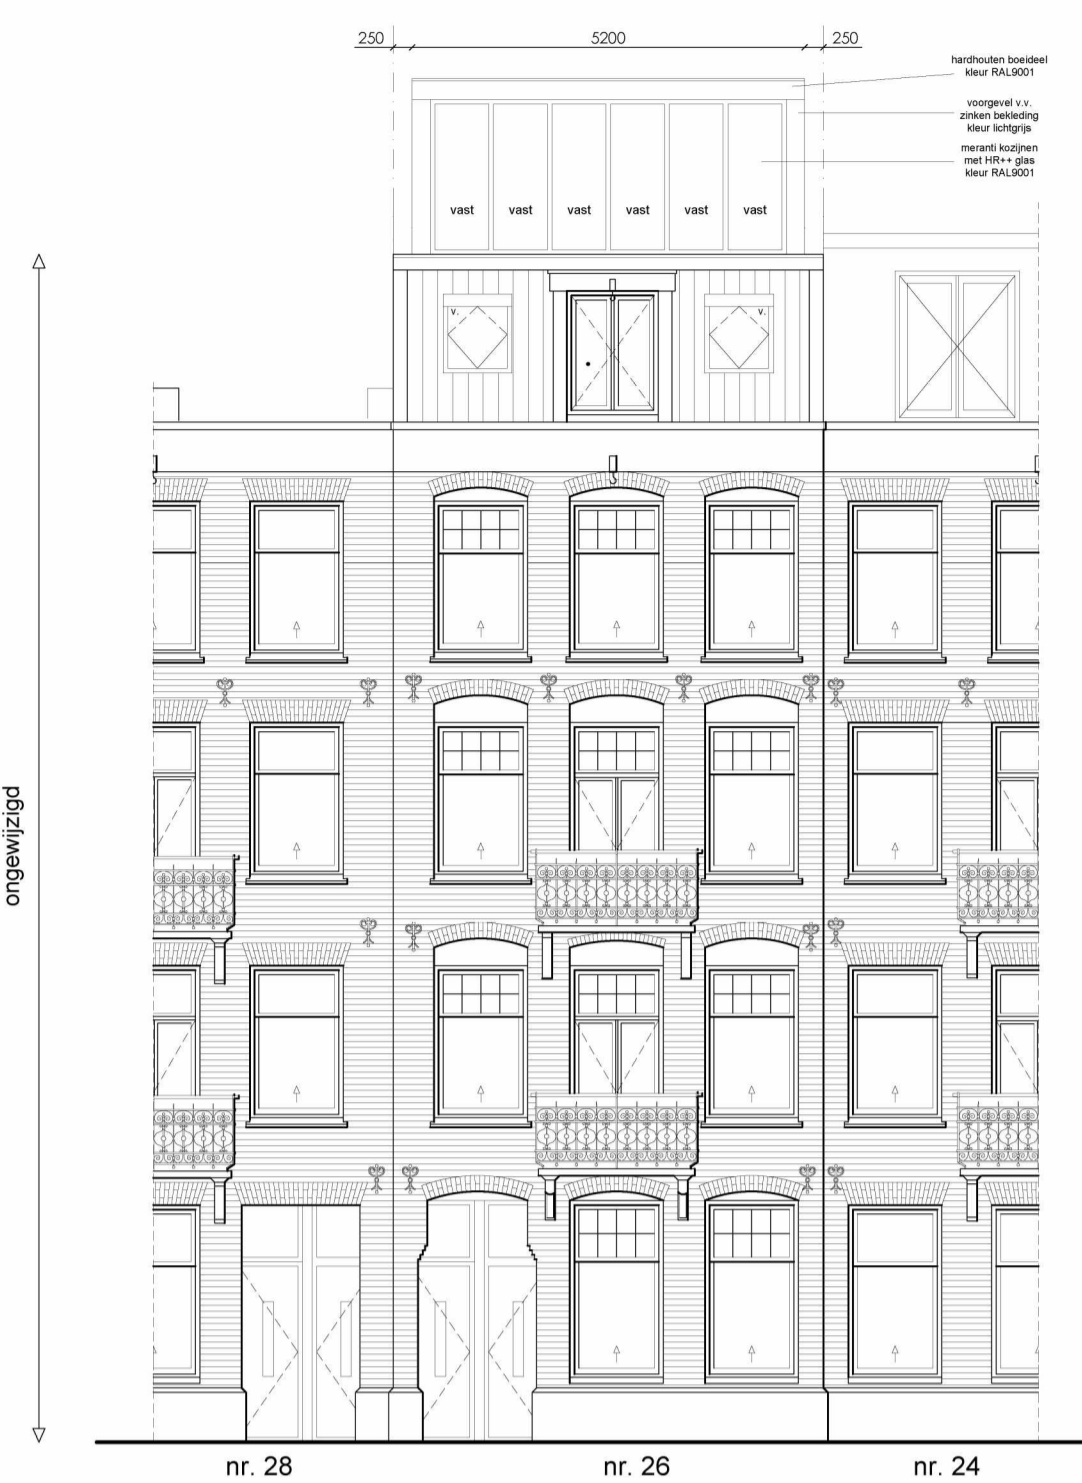 250 5200 250
hardhouten boeideel
kleur RAL9001
voorgevel v.v.
zinken bekleding
kleur lichtgrijs
meranti kozijnen
met HR++ glas
kleur RAL9001
vast vast vast vast vast vast
v. v.
ongewijzigd
nr. 28 nr. 26 nr. 24